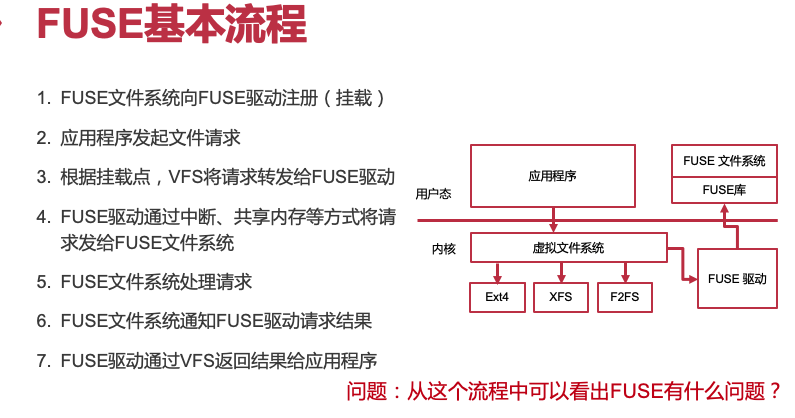 FUSE基本流程
1. FUSE文件系统向FUSE驱动注册（挂载）
2. 应用程序发起文件请求
3. 根据挂载点，VFS将请求转发给FUSE驱动
4. FUSE驱动通过中断、共享内存等方式将请
求发给FUSE文件系统
5. FUSE文件系统处理请求
6. FUSE文件系统通知FUSE驱动请求结果
7. FUSE驱动通过VFS返回结果给应用程序
应用程序
FUSE 文件系统
FUSE库
用户态
内核
虚拟文件系统
FUSE 驱动
Ext4
XFS
F2FS
问题：从这个流程中可以看出FUSE有什么问题？